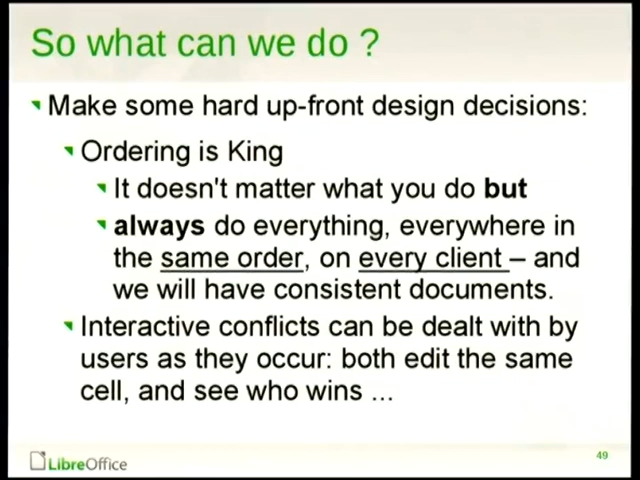 So what can we do ?
Make some hard up-front design decisions:
Ordering is King
It doesn't matter what you do but
always do everything, everywhere in
the same order, on every client – and
we will have consistent documents.
Interactive conflicts can be dealt with by
users as they occur: both edit the same
cell, and see who wins ...
LibreOffice
49